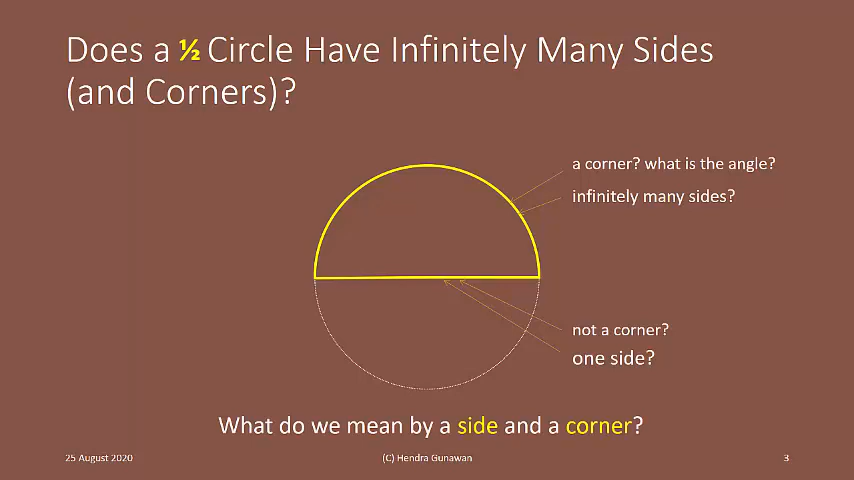 Does a ½ Circle Have Infinitely Many Sides
(and Corners)?
a corner? what is the angle?
infinitely many sides?
not a corner?
one side?
What do we mean by a side and a corner?
25 August 2020
(C) Hendra Gunawan
3